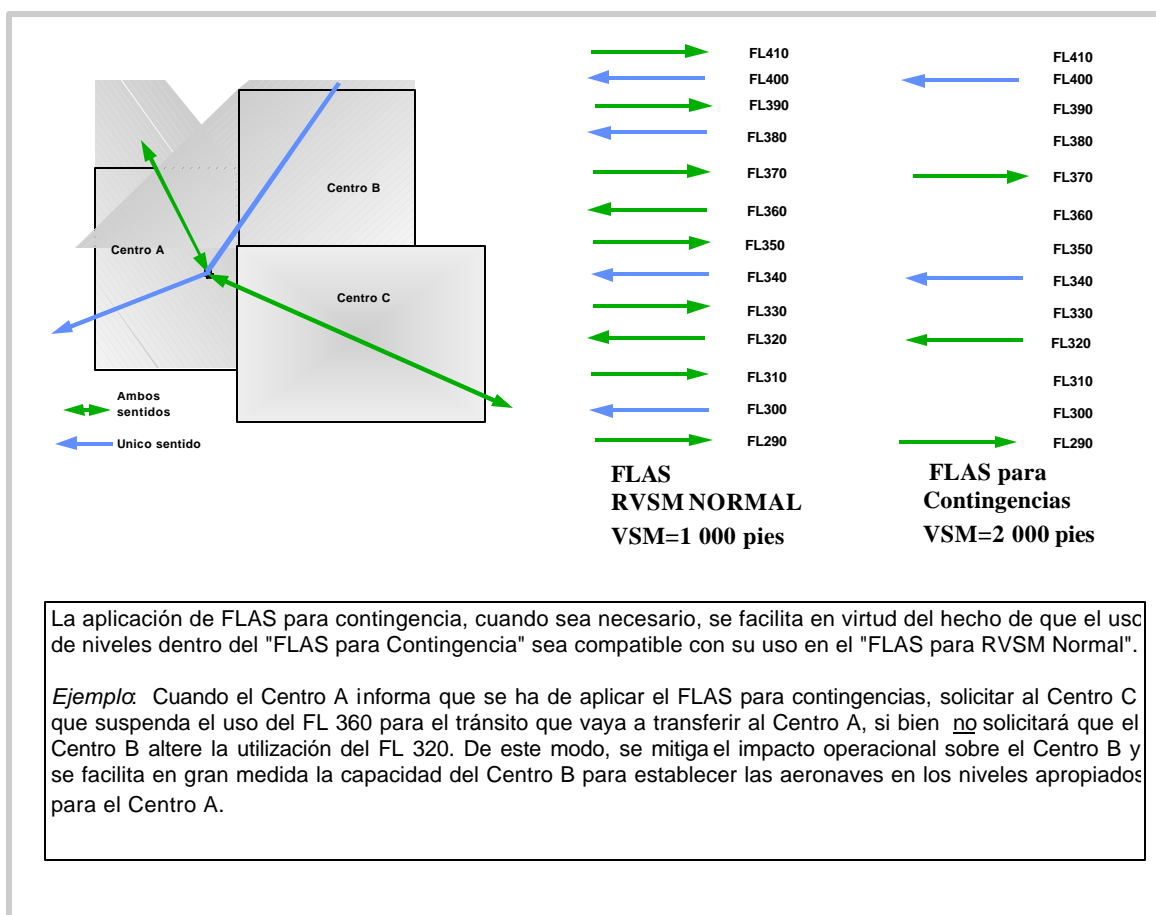 Centro B
Centro A
Centro C
Ambos
sentidos
Unico sentido
FL410
FL400
FL390
FL380
FL370
FL360
FL350
FL340
FL330
FL320
FL310
FL300
FL290
FLAS
RVSM NORMAL
VSM=1 000 pies
FL410
FL400
FL390
FL380
FL370
FL360
FL350
FL340
FL330
FL320
FL310
FL300
FL290
FLAS para
Contingencias
VSM=2 000 pies
La aplicación de FLAS para contingencia, cuando sea necesario, se facilita en virtud del hecho de que el uso
de niveles dentro del "FLAS para Contingencia" sea compatible con su uso en el "FLAS para RVSM Normal".
Ejemplo: Cuando el Centro A informa que se ha de aplicar el FLAS para contingencias, solicitar al Centro C
que suspenda el uso del FL 360 para el tránsito que vaya a transferir al Centro A, si bien no solicitará que el
Centro B altere la utilización del FL 320. De este modo, se mitiga el impacto operacional sobre el Centro B y
se facilita en gran medida la capacidad del Centro B para establecer las aeronaves en los niveles apropiados
para el Centro A.